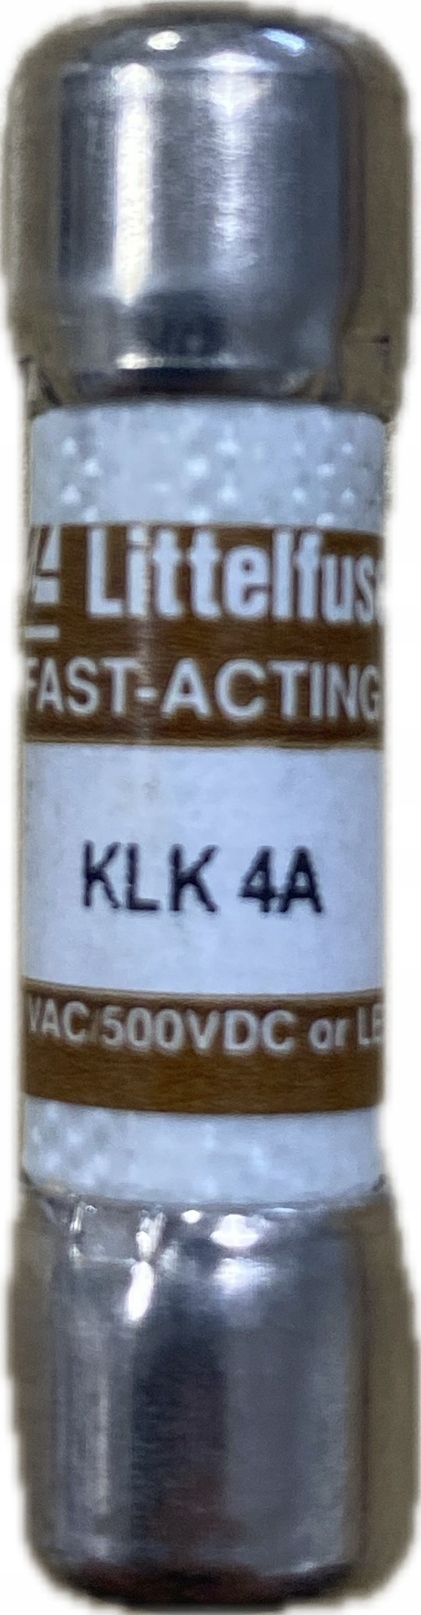 Littelfus
FAST-ACTING
KLK 4A
VAC/500VDC or LE